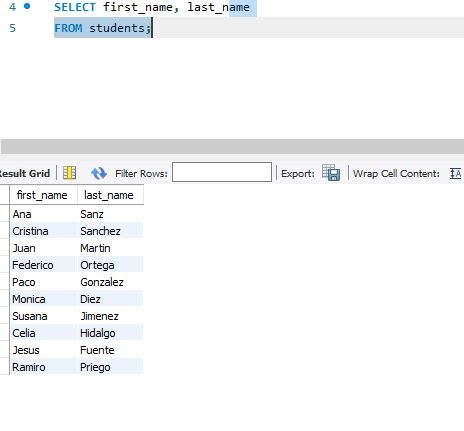 4 SELECT first_name, last_name
5 FROM students;
Result Grid Filter Rows: Export: Wrap Cell Content:
first_name last_name
Ana Sanz
Cristina Sanchez
Juan Martin
Federico Ortega
Paco Gonzalez
Monica Diez
Susana Jimenez
Celia Hidalgo
Jesus Fuente
Ramiro Priego